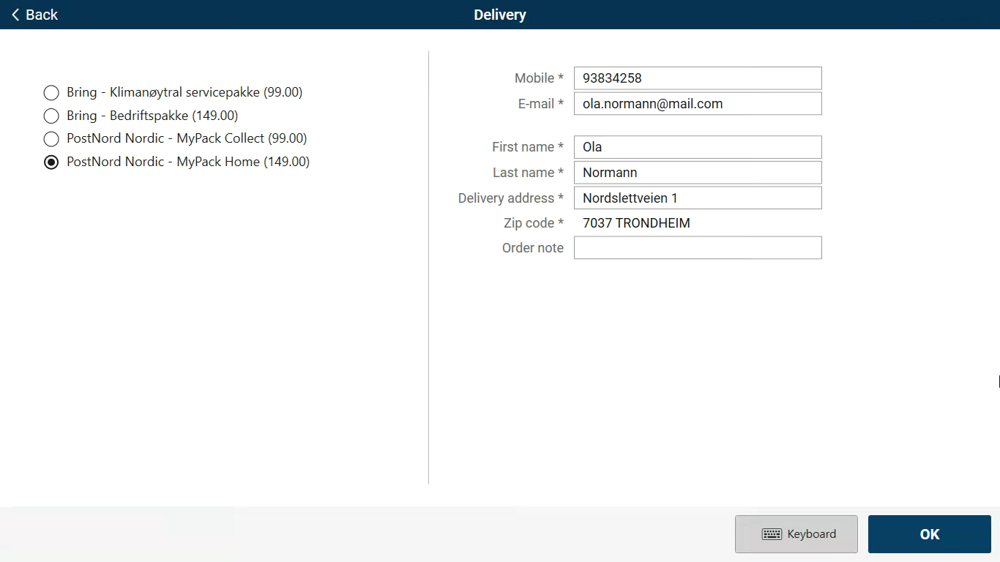 Back
Delivery
Bring - Klimanøytral servicepakke (99.00)
Bring - Bedriftspakke (149.00)
PostNord Nordic - MyPack Collect (99.00)
PostNord Nordic - MyPack Home (149.00)
Mobile * 93834258
E-mail * ola.normann@mail.com
First name * Ola
Last name * Normann
Delivery address * Nordslettveien 1
Zip code * 7037 TRONDHEIM
Order note
Keyboard
OK